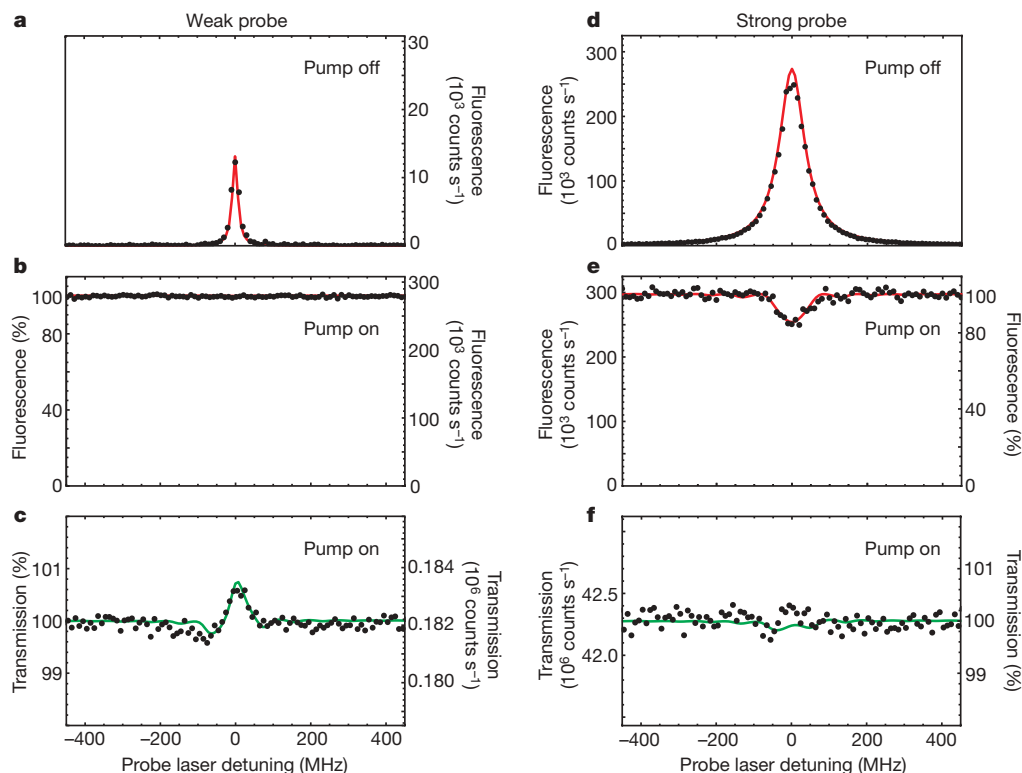 a
Weak probe
Pump off
30
20
10
0
Fluorescence
(10³ counts s⁻¹)
b
Pump on
100
80
40
0
Fluorescence (%)
300
200
100
0
Fluorescence
(10³ counts s⁻¹)
c
Pump on
101
100
99
Transmission (%)
0.184
0.182
0.180
Transmission
(10⁶ counts s⁻¹)
−400
−200
0
200
400
Probe laser detuning (MHz)
d
Strong probe
Pump off
300
200
100
0
Fluorescence
(10³ counts s⁻¹)
e
Pump on
300
200
300
300
0
Fluorescence
(10³ counts s⁻¹)
100
80
40
0
Fluorescence (%)
f
Pump on
42.5
42.0
Transmission
(10⁶ counts s⁻¹)
101
100
99
Transmission (%)
−400
−200
0
200
400
Probe laser detuning (MHz)